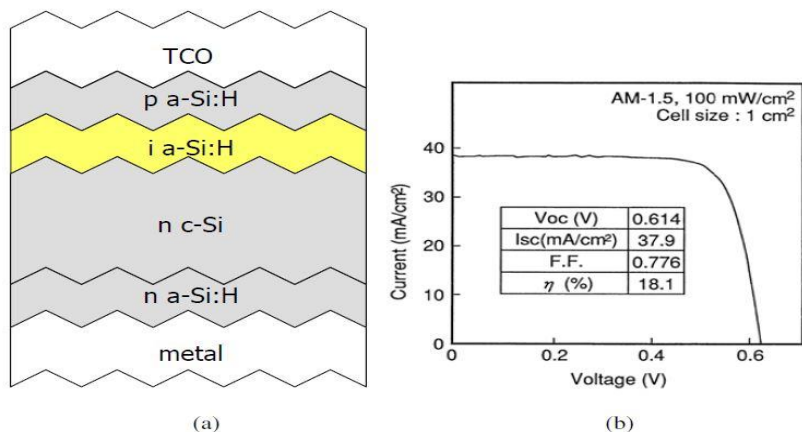 TCO
p a-Si:H
i a-Si:H
n c-Si
n a-Si:H
metal
(a)
AM-1.5, 100 mW/cm²
Cell size : 1 cm²
Current (mA/cm²)
40
30
20
10
0
Voc (V) 0.614
Isc(mA/cm²) 37.9
F.F. 0.776
η (%) 18.1
0 0.2 0.4 0.6
Voltage (V)
(b)